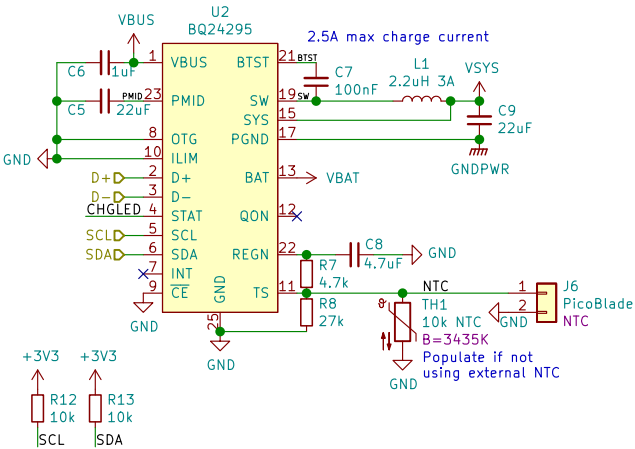 VBUS
U2
BQ24295
2.5A max charge current
1 VBUS
BTST 21 BTST
C6
1uF
C7
100nF
L1
2.2uH 3A
VSYS
PMID 23 PMID
C5
22uF
SW 19 SW
SYS 15
C9
22uF
8 OTG
PGND 17
GND
10 ILIM
GNDPWR
D+ 2 D+
BAT 13 VBAT
D- 3 D-
CHGLED 4 STAT
QON 12
SCL 5 SCL
SDA 6 SDA
REGN 22
C8
4.7uF
GND
7 INT
R7
4.7k
9 CE
GND
TS 11
NTC
1
J6
PicoBlade
NTC
2
GND
GND
25
R8
27k
TH1
10k NTC
B=3435K
Populate if not
using external NTC
GND
GND
+3V3
+3V3
R12
10k
R13
10k
SCL
SDA